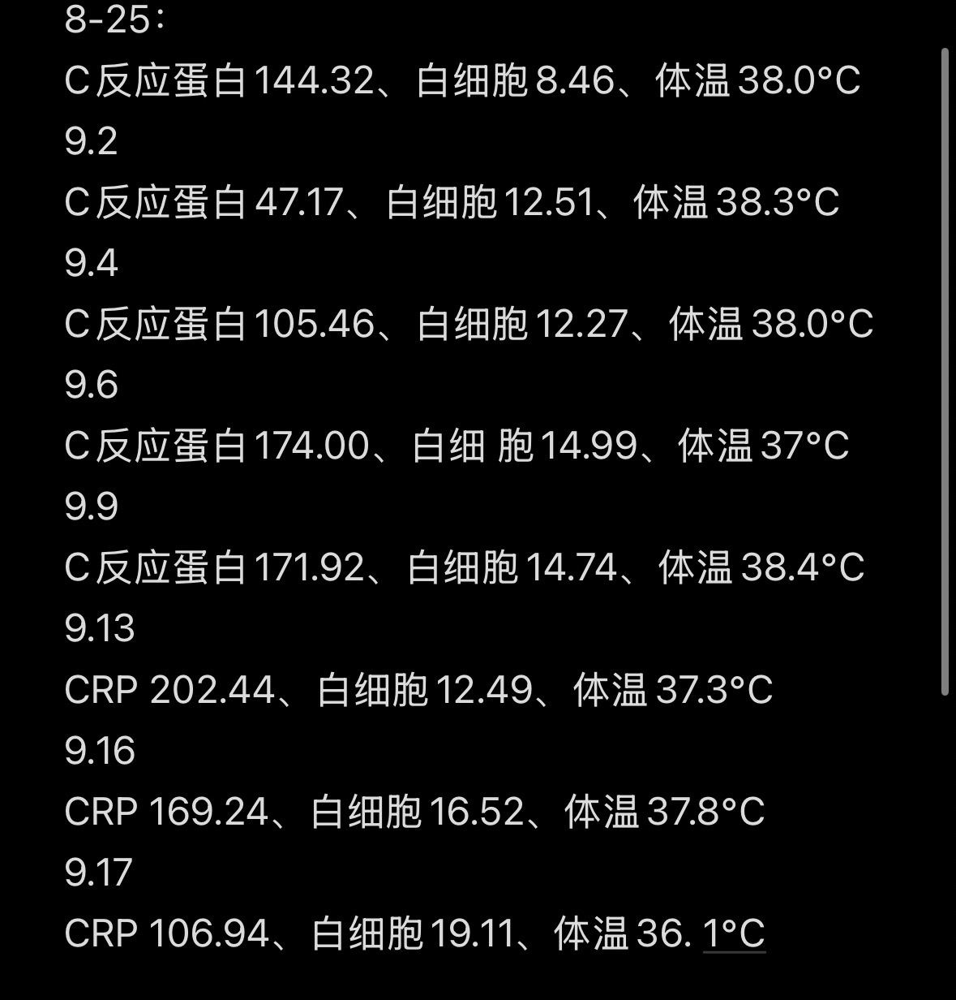 8-25：
C反应蛋白144.32、白细胞8.46、体温38.0°C
9.2
C反应蛋白47.17、白细胞12.51、体温38.3°C
9.4
C反应蛋白105.46、白细胞12.27、体温38.0°C
9.6
C反应蛋白174.00、白细 胞14.99、体温37°C
9.9
C反应蛋白171.92、白细胞14.74、体温38.4°C
9.13
CRP 202.44、白细胞12.49、体温37.3°C
9.16
CRP 169.24、白细胞16.52、体温37.8°C
9.17
CRP 106.94、白细胞19.11、体温36. 1°C